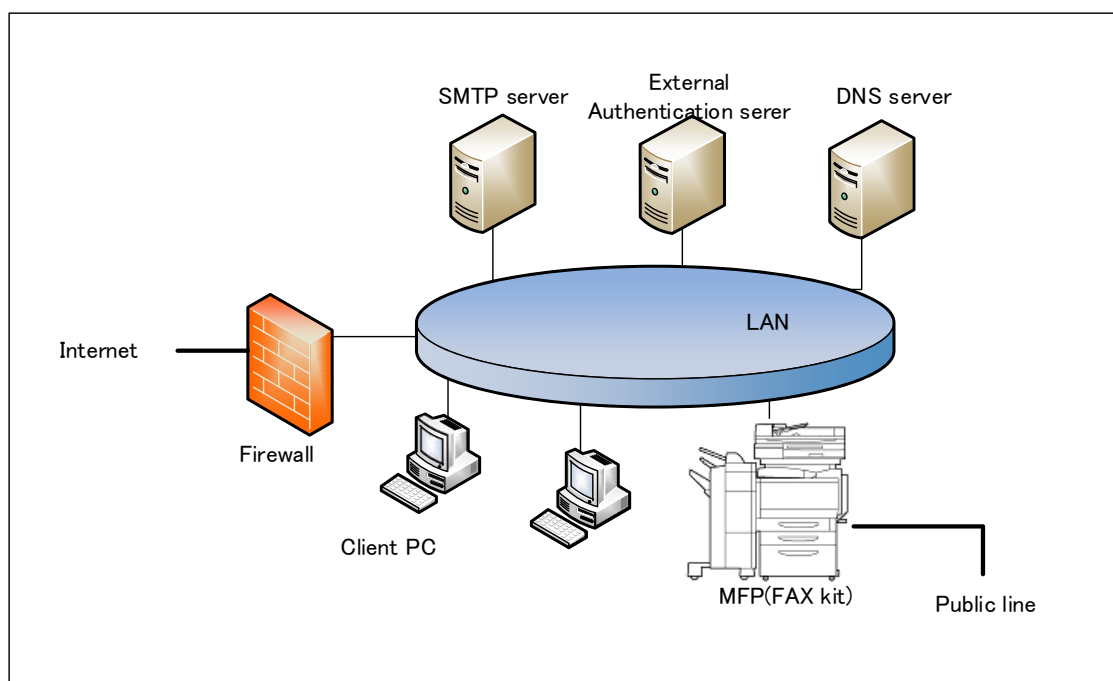 SMTP server
External
Authentication serer
DNS server
LAN
Internet
Firewall
Client PC
MFP(FAX kit)
Public line